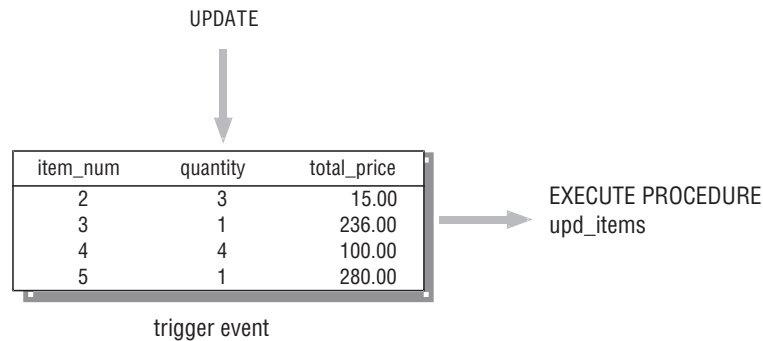 UPDATE
item_num quantity total_price
2 3 15.00
3 1 236.00
4 4 100.00
5 1 280.00
EXECUTE PROCEDURE
upd_items
trigger event